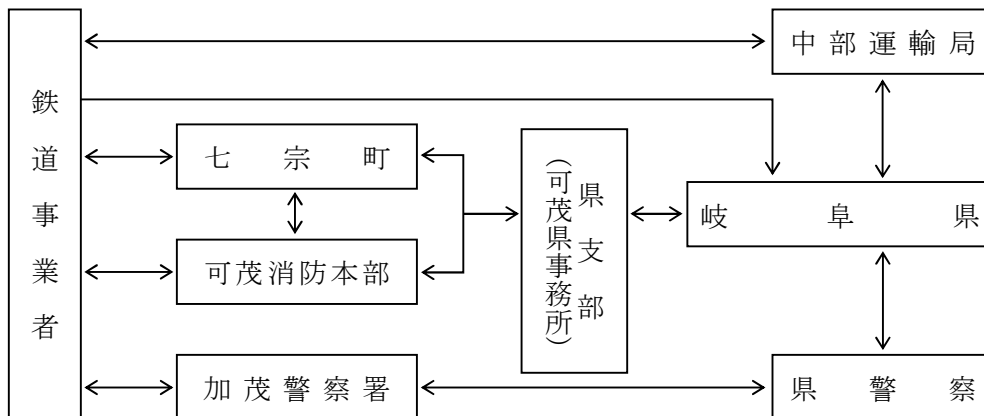 鉄道事業者
中部運輸局
七宗町
可茂消防本部
加茂警察署
県支部
(可茂県事務所)
岐阜県
県警察